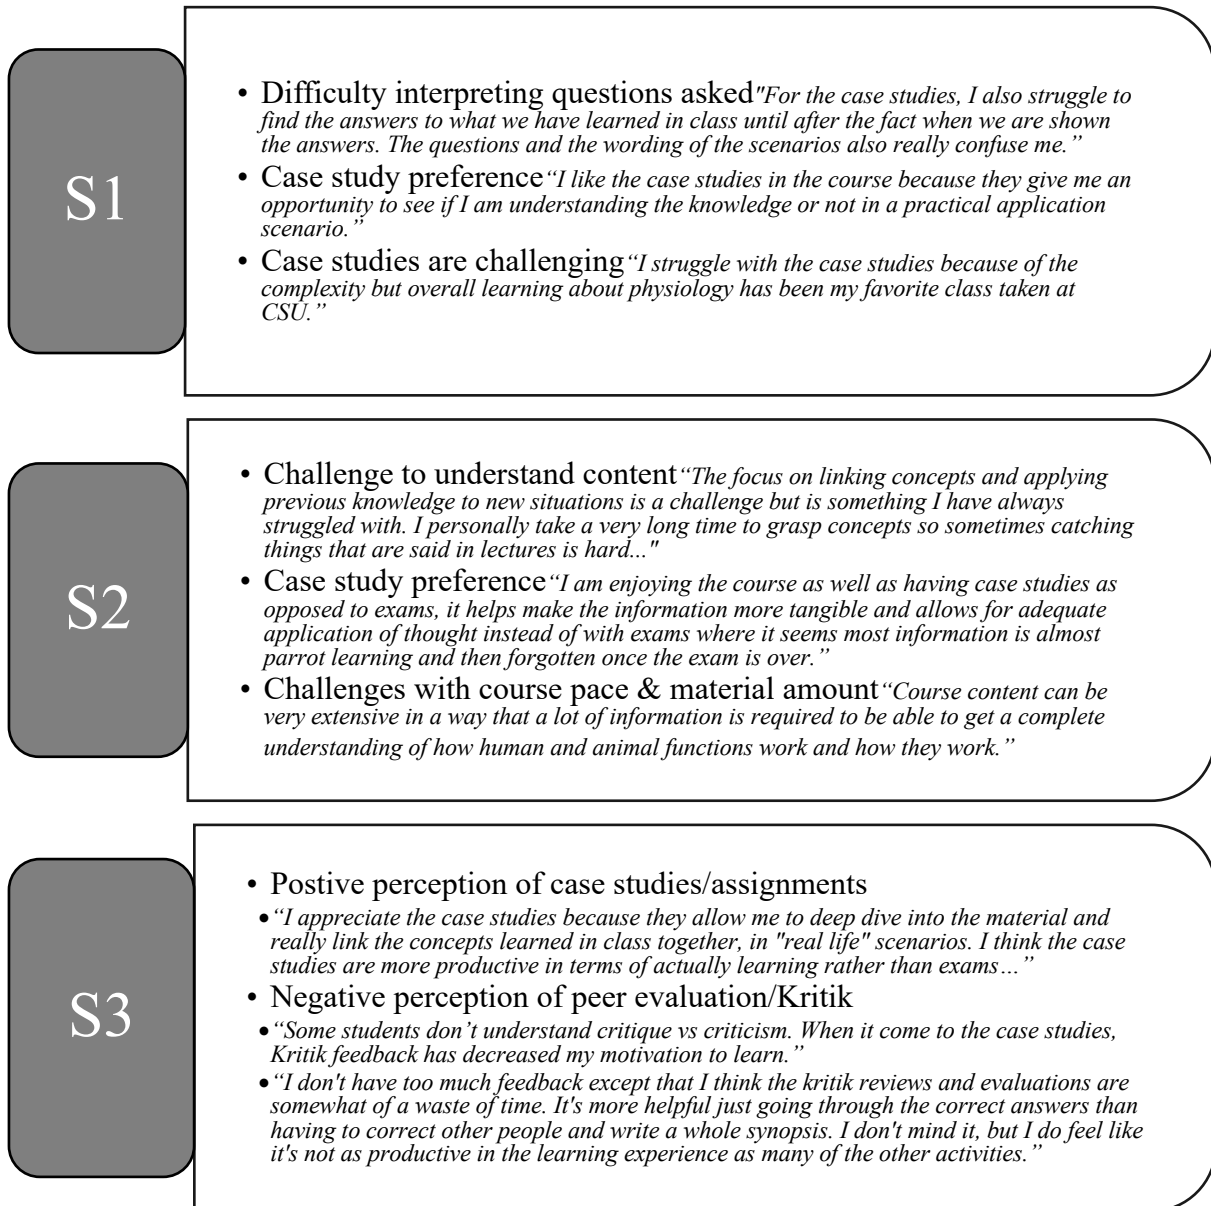 S1
• Difficulty interpreting questions asked"For the case studies, I also struggle to
find the answers to what we have learned in class until after the fact when we are shown
the answers. The questions and the wording of the scenarios also really confuse me.”
• Case study preference“I like the case studies in the course because they give me an
opportunity to see if I am understanding the knowledge or not in a practical application
scenario.”
• Case studies are challenging“I struggle with the case studies because of the
complexity but overall learning about physiology has been my favorite class taken at
CSU.”
S2
• Challenge to understand content“The focus on linking concepts and applying
previous knowledge to new situations is a challenge but is something I have always
struggled with. I personally take a very long time to grasp concepts so sometimes catching
things that are said in lectures is hard..."
• Case study preference“I am enjoying the course as well as having case studies as
opposed to exams, it helps make the information more tangible and allows for adequate
application of thought instead of with exams where it seems most information is almost
parrot learning and then forgotten once the exam is over.”
• Challenges with course pace & material amount“Course content can be
very extensive in a way that a lot of information is required to be able to get a complete
understanding of how human and animal functions work and how they work.”
S3
• Postive perception of case studies/assignments
•“I appreciate the case studies because they allow me to deep dive into the material and
really link the concepts learned in class together, in "real life" scenarios. I think the case
studies are more productive in terms of actually learning rather than exams…”
• Negative perception of peer evaluation/Kritik
•“Some students don’t understand critique vs criticism. When it come to the case studies,
Kritik feedback has decreased my motivation to learn.”
•“I don't have too much feedback except that I think the kritik reviews and evaluations are
somewhat of a waste of time. It's more helpful just going through the correct answers than
having to correct other people and write a whole synopsis. I don't mind it, but I do feel like
it's not as productive in the learning experience as many of the other activities.”